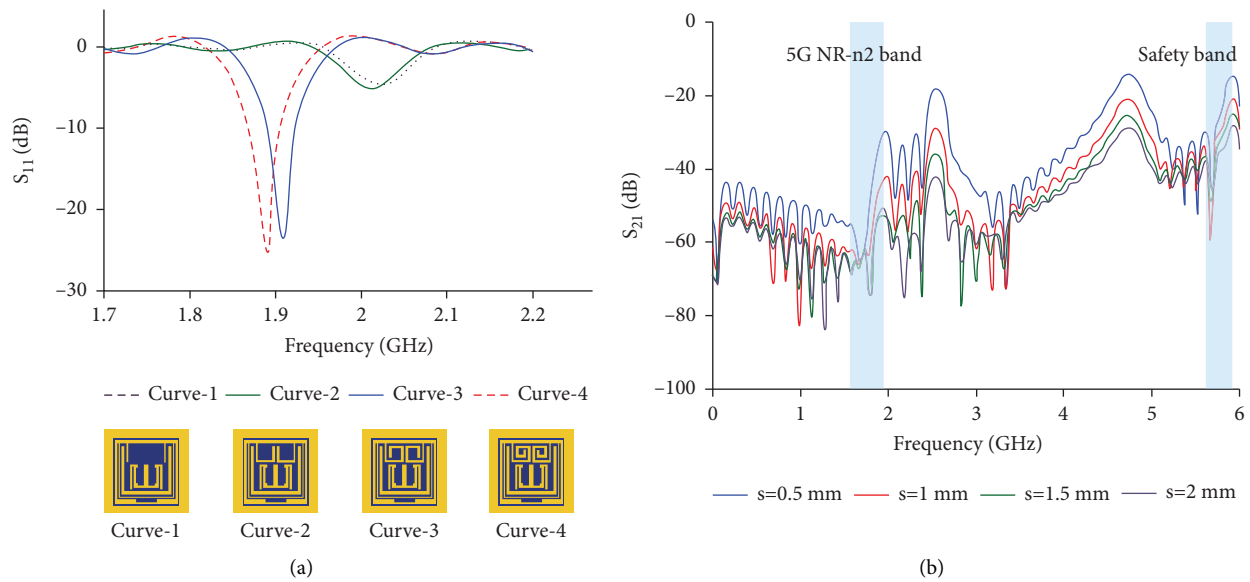 0
–10
–20
–30
S11 (dB)
1.7 1.8 1.9 2 2.1 2.2
Frequency (GHz)
Curve-1 Curve-2 Curve-3 Curve-4
Curve-1 Curve-2 Curve-3 Curve-4
(a)
0
–20
–40
–60
–80
–100
S21 (dB)
5G NR-n2 band Safety band
0 1 2 3 4 5 6
Frequency (GHz)
s=0.5 mm s=1 mm s=1.5 mm s=2 mm
(b)